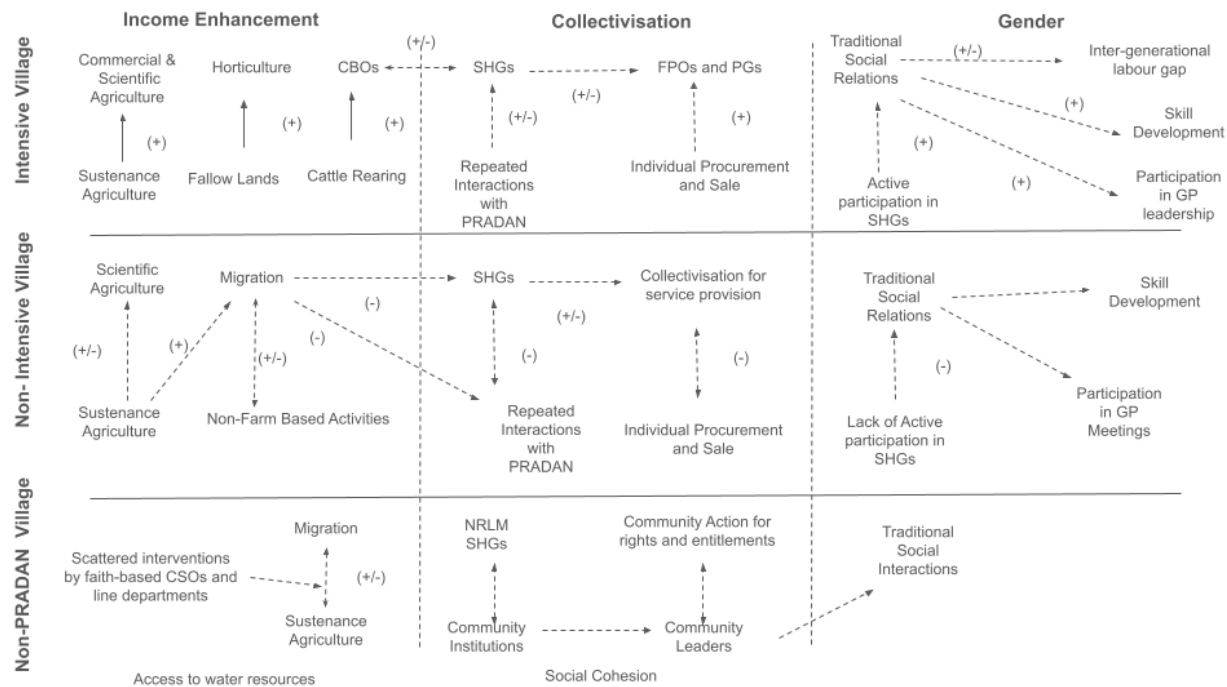 Income Enhancement
Collectivisation
Gender
Intensive Village
Commercial &
Scientific
Agriculture
Horticulture
CBOs
(+/-)
SHGs
FPOs and PGs
Traditional
Social
Relations
(+/-)
Inter-generational
labour gap
(+)
(+)
(+)
(+/-)
(+/-)
(+)
(+)
(+)
(+)
Skill
Development
Sustenance
Agriculture
Fallow Lands
Cattle Rearing
Repeated
Interactions
with
PRADAN
Individual Procurement
and Sale
Active
participation in
SHGs
Participation
in GP
leadership
Non- Intensive Village
Scientific
Agriculture
Migration
SHGs
Collectivisation for
service provision
Traditional
Social
Relations
Skill
Development
(+/-)
(+)
(+/-)
(-)
(-)
(+/-)
(-)
(-)
(-)
Sustenance
Agriculture
Non-Farm Based Activities
Repeated
Interactions
with
PRADAN
Individual Procurement
and Sale
Lack of Active
participation in
SHGs
Participation
in GP
Meetings
Non-PRADAN Village
Scattered interventions
by faith-based CSOs and
line departments
Migration
(+/-)
Sustenance
Agriculture
NRLM
SHGs
Community Action for
rights and entitlements
Traditional
Social
Interactions
Community
Institutions
Community
Leaders
Access to water resources
Social Cohesion